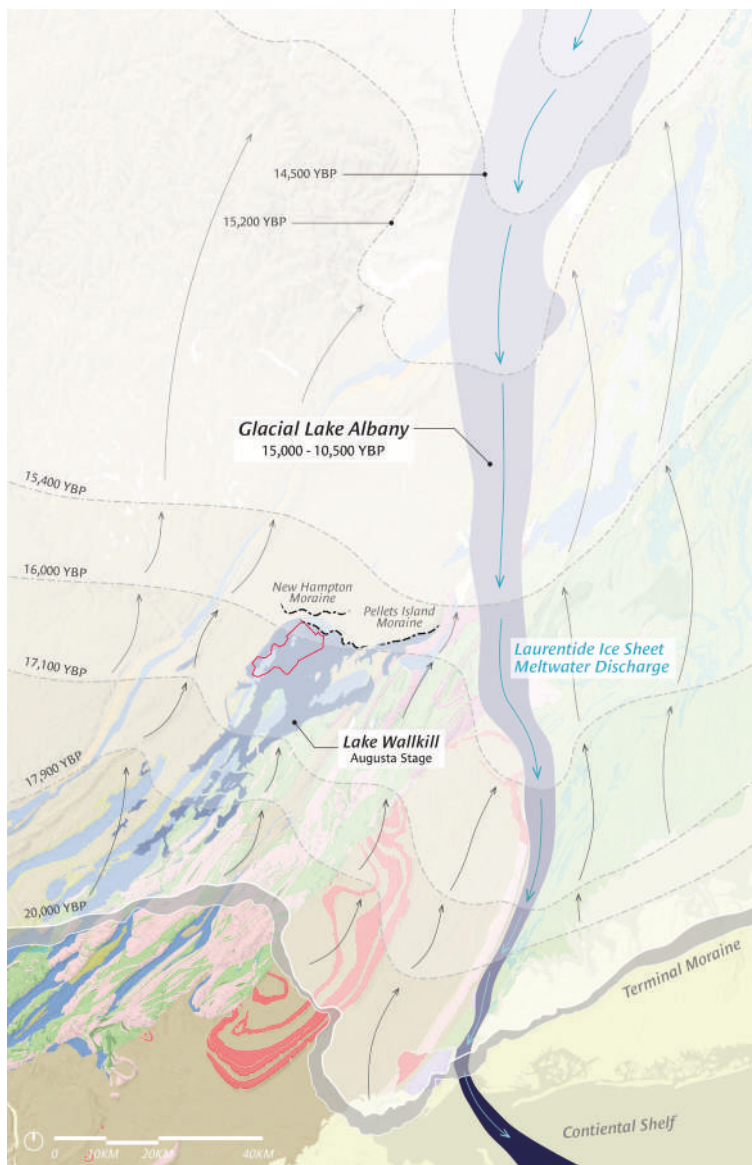 14,500 YBP
15,200 YBP
Glacial Lake Albany
15,000 - 10,500 YBP
15,400 YBP
16,000 YBP
New Hampton
Moraine
Pellets Island
Moraine
Laurentide Ice Sheet
Meltwater Discharge
17,100 YBP
Lake Wallkill
Augusta Stage
17,900 YBP
20,000 YBP
Terminal Moraine
Contiental Shelf
0 10KM 20KM 40KM